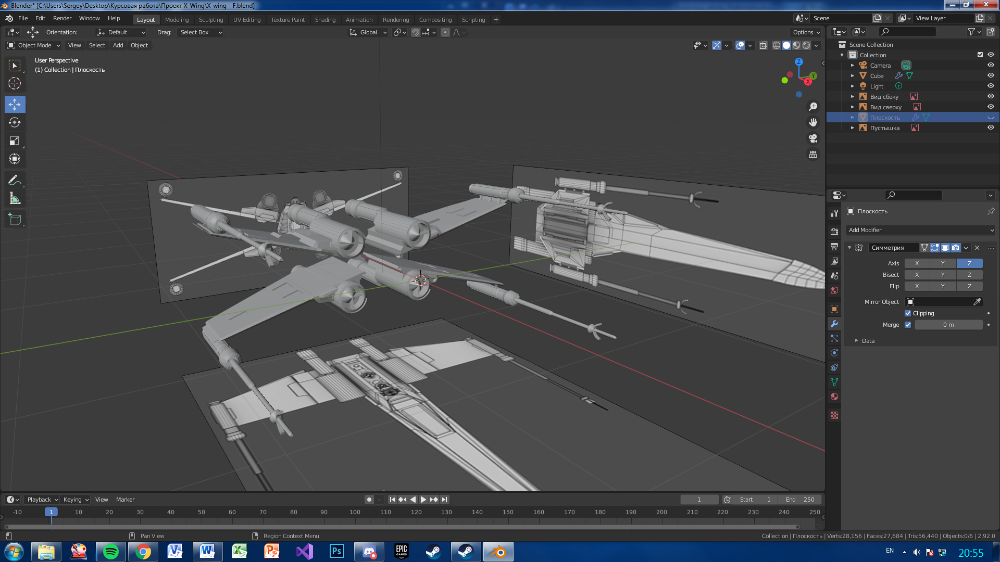 Blender* [C:\Users\Sergey\Desktop\Курсовая работа\Проект X-Wing\X-wing - F.blend]
File Edit Render Window Help
Layout Modeling Sculpting UV Editing Texture Paint Shading Animation Rendering Compositing Scripting +
Scene
View Layer
Orientation: Default Drag: Select Box
Global
Options
Object Mode View Select Add Object
User Perspective
(1) Collection | Плоскость
Z
Y
X
Scene Collection
Collection
Camera
Cube
Light
Вид сбоку
Вид сверху
Плоскость
Пустышка
Плоскость
Add Modifier
Симметрия
Axis X Y Z
Bisect X Y Z
Flip X Y Z
Mirror Object
Clipping
Merge 0 m
Data
Playback Keying View Marker
1 Start 1 End 250
-10 1 10 20 30 40 50 60 70 80 90 100 110 120 130 140 150 160 170 180 190 200 210 220 230 240 250
Pan View
Region Context Menu
Collection | Плоскость | Verts:28,156 | Faces:27,684 | Tris:56,440 | Objects:0/6 | 2.92.0
Ps
EPIC GAMES
EN
20:55